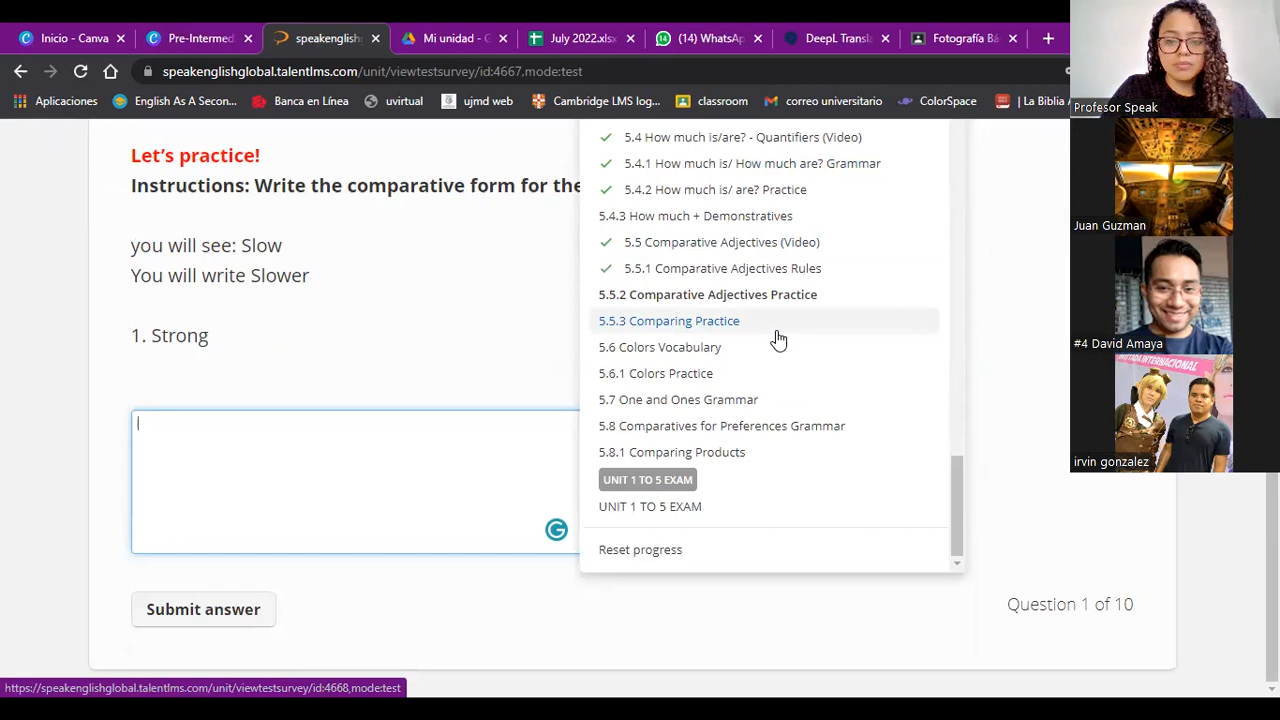 Inicio - Canva
Pre-Intermed
speakenglish
Mi unidad - G
July 2022.xlsx
(14) WhatsAp
DeepL Transla
Fotografía Bá
speakenglishglobal.talentlms.com/unit/viewtestsurvey/id:4667,mode:test
Aplicaciones
English As A Secon...
Banca en Línea
uvirtual
ujmd web
Cambridge LMS log...
classroom
correo universitario
ColorSpace
| La Biblia A
Profesor Speak
Juan Guzman
#4 David Amaya
irvin gonzalez
Let's practice!
Instructions: Write the comparative form for the
you will see: Slow
You will write Slower
1. Strong
Submit answer
Question 1 of 10
5.4 How much is/are? - Quantifiers (Video)
5.4.1 How much is/ How much are? Grammar
5.4.2 How much is/ are? Practice
5.4.3 How much + Demonstratives
5.5 Comparative Adjectives (Video)
5.5.1 Comparative Adjectives Rules
5.5.2 Comparative Adjectives Practice
5.5.3 Comparing Practice
5.6 Colors Vocabulary
5.6.1 Colors Practice
5.7 One and Ones Grammar
5.8 Comparatives for Preferences Grammar
5.8.1 Comparing Products
UNIT 1 TO 5 EXAM
UNIT 1 TO 5 EXAM
Reset progress
https://speakenglishglobal.talentlms.com/unit/viewtestsurvey/id:4668,mode:test